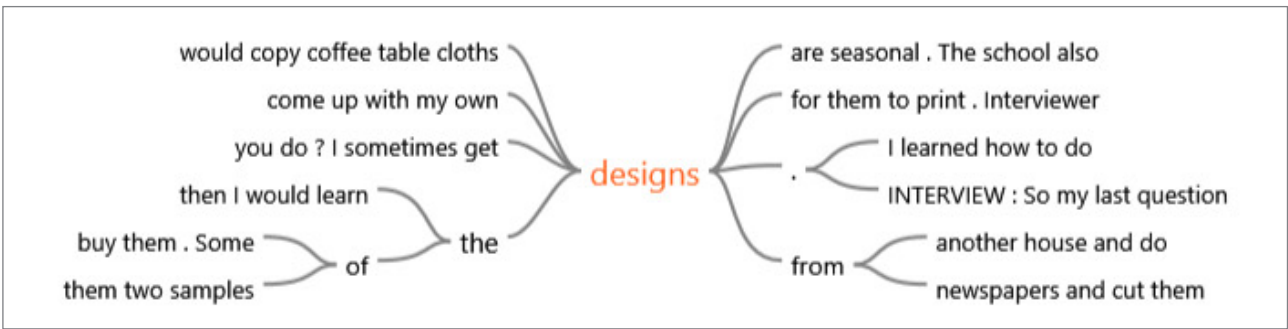 would copy coffee table cloths
come up with my own
you do ? I sometimes get
then I would learn
buy them . Some
them two samples
of
the
designs
are seasonal . The school also
for them to print . Interviewer
.
I learned how to do
INTERVIEW : So my last question
from
another house and do
newspapers and cut them